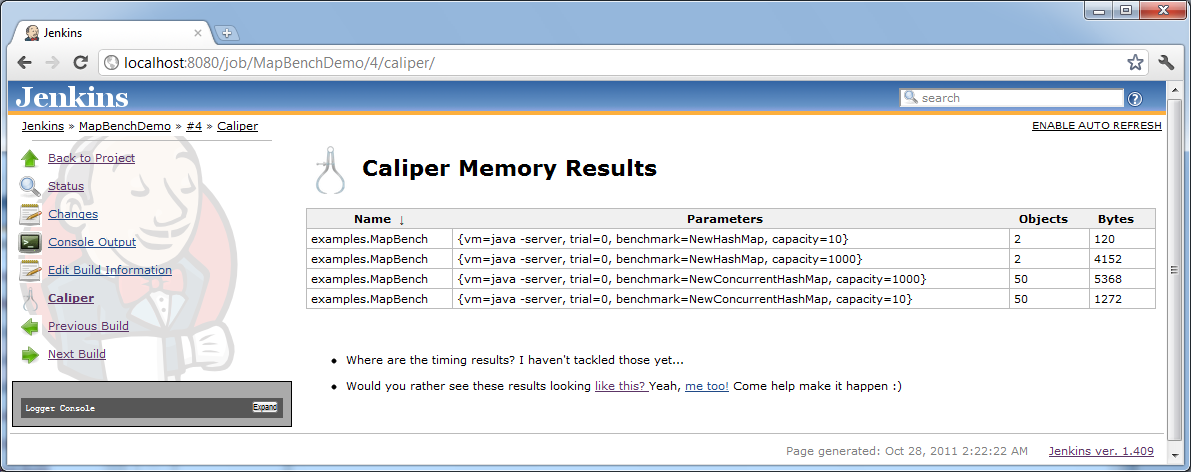 Jenkins
localhost:8080/job/MapBenchDemo/4/caliper/
Jenkins
search
Jenkins » MapBenchDemo » #4 » Caliper
ENABLE AUTO REFRESH
Back to Project
Status
Changes
Console Output
Edit Build Information
Caliper
Previous Build
Next Build
Logger Console
Expand
Caliper Memory Results
Name ↓ Parameters Objects Bytes
examples.MapBench {vm=java -server, trial=0, benchmark=NewHashMap, capacity=10} 2 120
examples.MapBench {vm=java -server, trial=0, benchmark=NewHashMap, capacity=1000} 2 4152
examples.MapBench {vm=java -server, trial=0, benchmark=NewConcurrentHashMap, capacity=1000} 50 5368
examples.MapBench {vm=java -server, trial=0, benchmark=NewConcurrentHashMap, capacity=10} 50 1272
• Where are the timing results? I haven't tackled those yet...
• Would you rather see these results looking like this? Yeah, me too! Come help make it happen :)
Page generated: Oct 28, 2011 2:22:22 AM Jenkins ver. 1.409